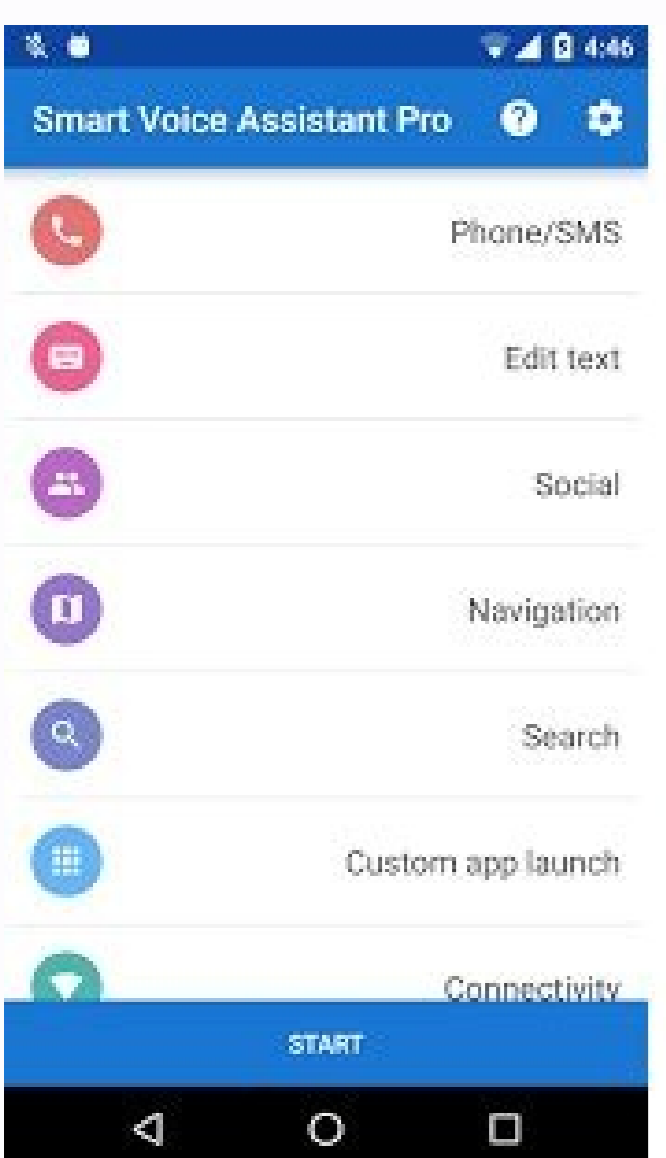 4:46
Smart Voice Assistant Pro
Phone/SMS
Edit text
Social
Navigation
Search
Custom app launch
Connectivity
START